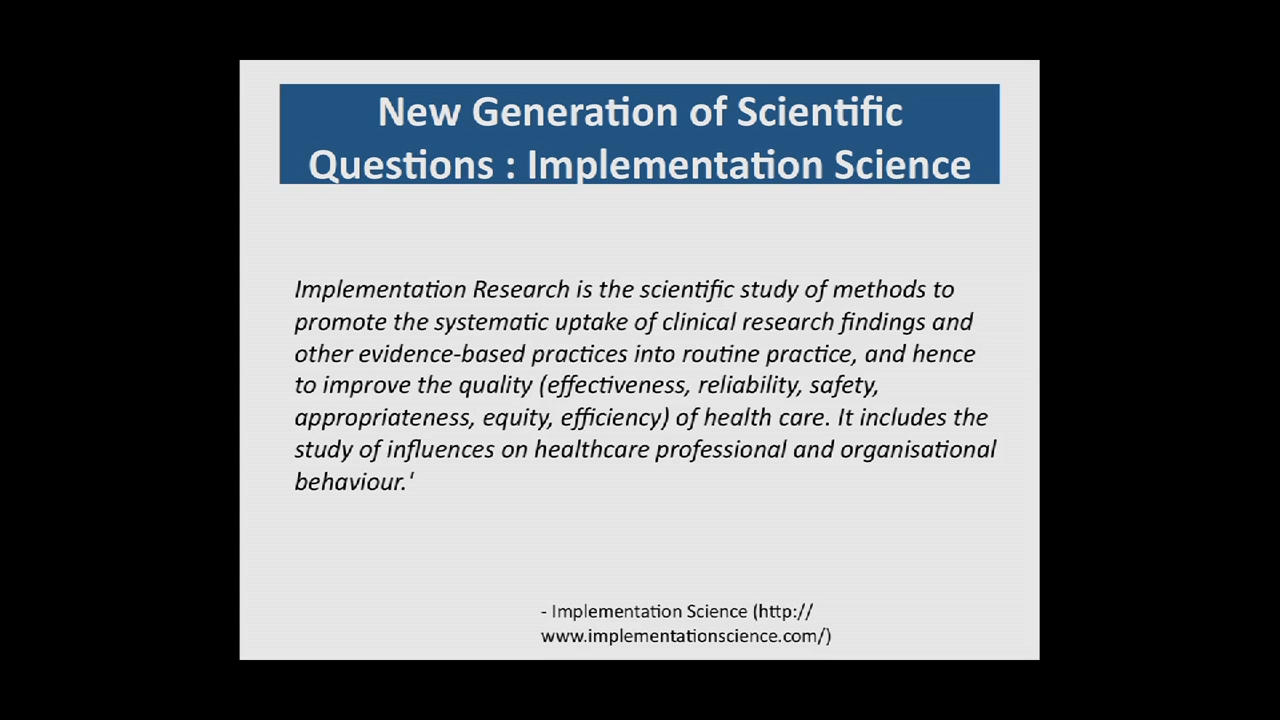 New Generation of Scientific
Questions : Implementation Science
Implementation Research is the scientific study of methods to
promote the systematic uptake of clinical research findings and
other evidence-based practices into routine practice, and hence
to improve the quality (effectiveness, reliability, safety,
appropriateness, equity, efficiency) of health care. It includes the
study of influences on healthcare professional and organisational
behaviour.'
- Implementation Science (http://
www.implementationscience.com/)